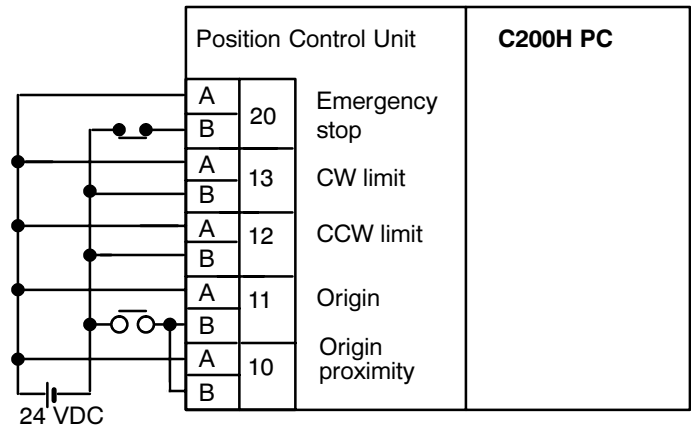 Position Control Unit
C200H PC
A
20
Emergency
stop
B
A
13
CW limit
B
A
12
CCW limit
B
A
11
Origin
B
A
10
Origin
proximity
B
24 VDC